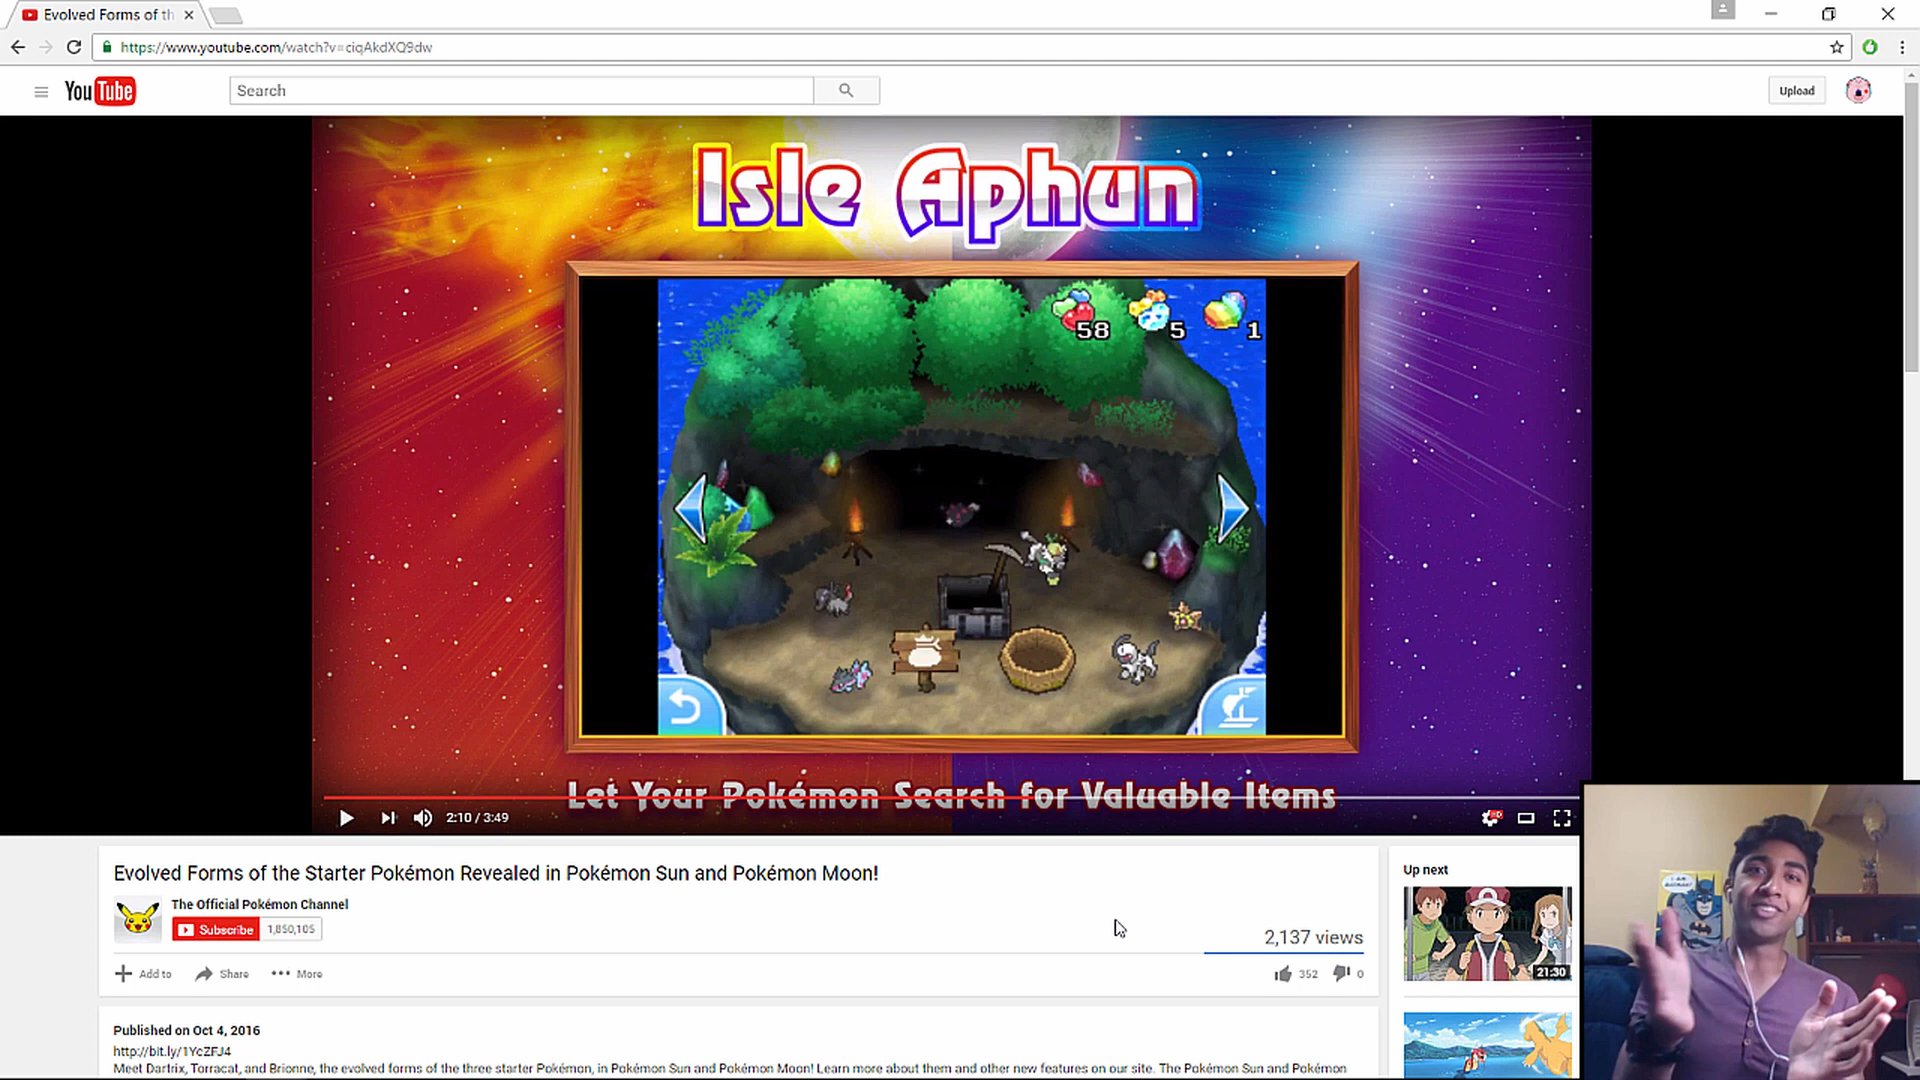 Evolved Forms of th
https://www.youtube.com/watch?v=ciqAkdXQ9dw
YouTube
Search
Upload
Isle Aphun
58
5
1
Let Your Pokémon Search for Valuable Items
2:10 / 3:49
HD
Evolved Forms of the Starter Pokémon Revealed in Pokémon Sun and Pokémon Moon!
The Official Pokémon Channel
Subscribe 1,850,105
2,137 views
Add to Share More
352 0
Published on Oct 4, 2016
http://bit.ly/1YcZFJ4
Meet Dartrix, Torracat, and Brionne, the evolved forms of the three starter Pokémon, in Pokémon Sun and Pokémon Moon! Learn more about them and other new features on our site. The Pokémon Sun and Pokémon
Up next
21:30
I AM
BATMAN!